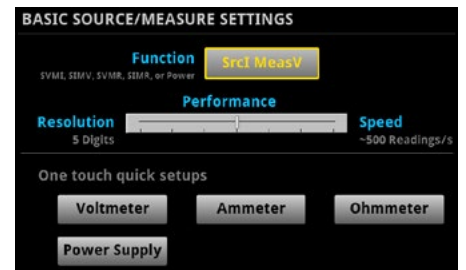 BASIC SOURCE/MEASURE SETTINGS
Function
SrcI MeasV
SVMI, SIMV, SVMR, SIMR, or Power
Performance
Resolution
Speed
5 Digits
~500 Readings/s
One touch quick setups
Voltmeter
Ammeter
Ohmmeter
Power Supply